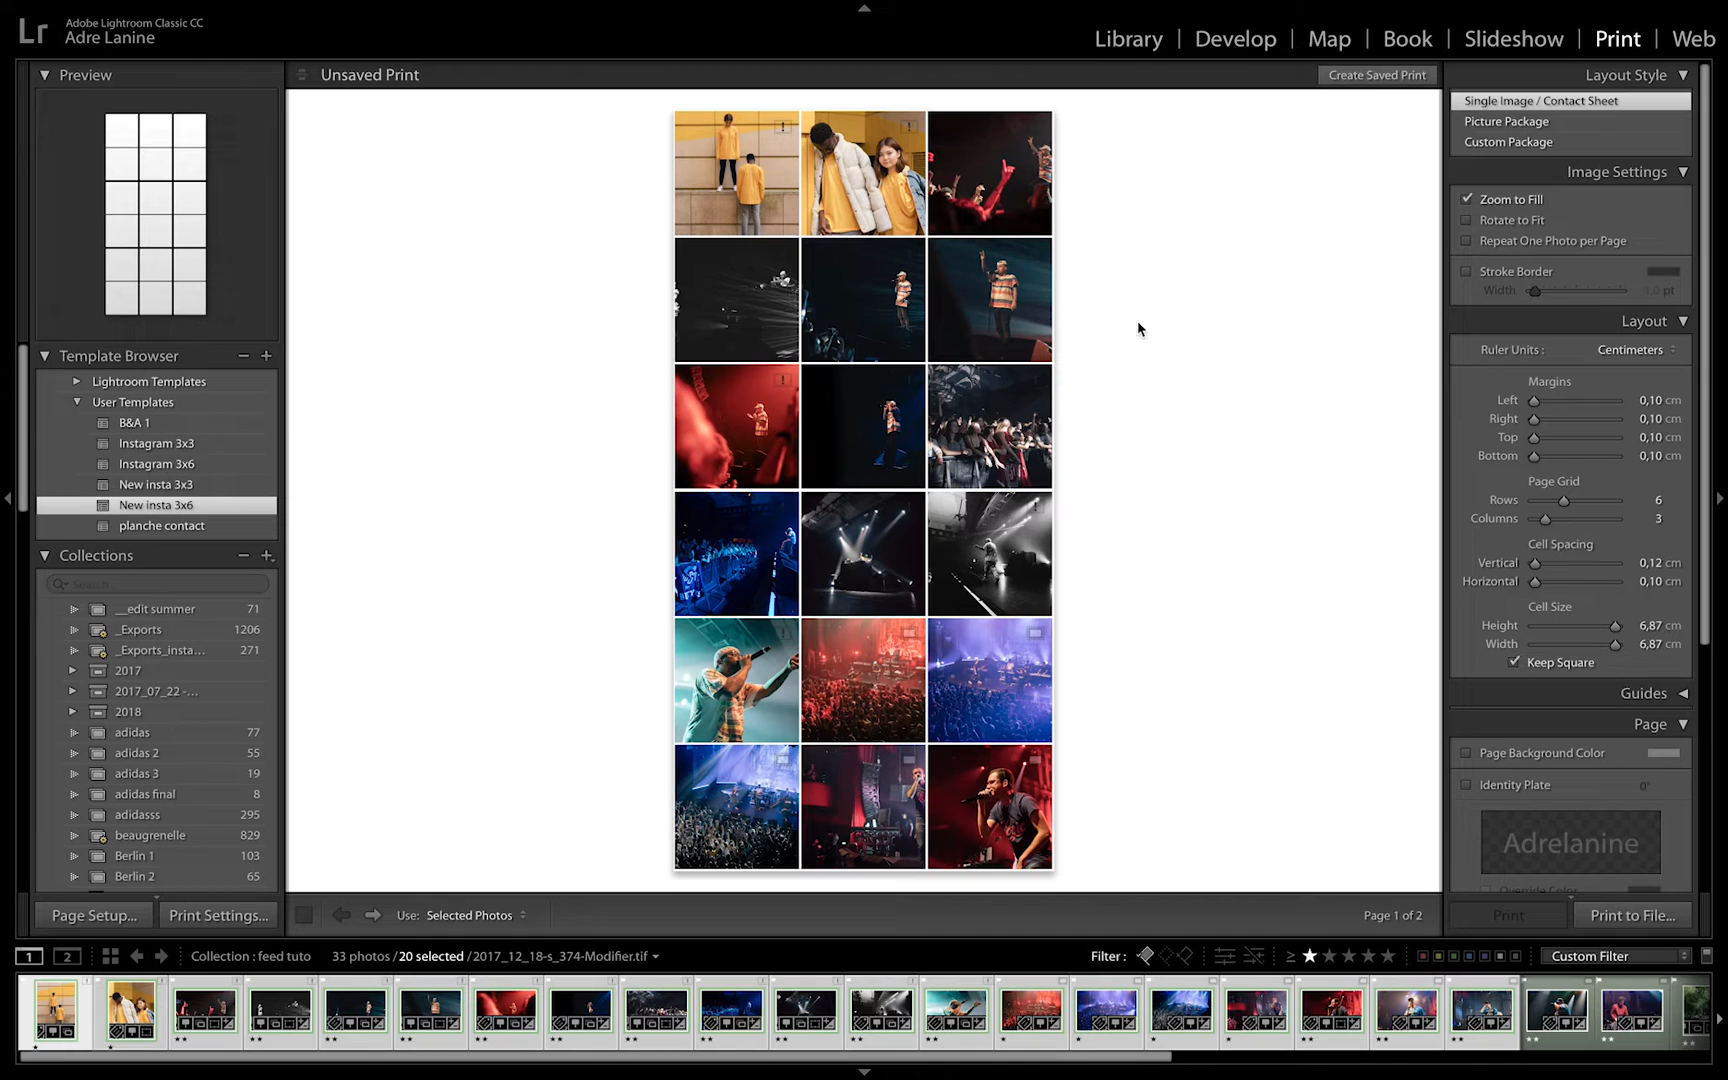 Lr
Adobe Lightroom Classic CC
Adre Lanine
Library | Develop | Map | Book | Slideshow | Print | Web
Preview
Template Browser
Lightroom Templates
User Templates
B&A 1
Instagram 3x3
Instagram 3x6
New insta 3x3
New insta 3x6
planche contact
Collections
Search
__edit summer 71
_Exports 1206
_Exports_insta... 271
2017
2017_07_22 -...
2018
adidas 77
adidas 2 55
adidas 3 19
adidas final 8
adidasss 295
beaugrenelle 829
Berlin 1 103
Berlin 2 65
Page Setup...
Print Settings...
Unsaved Print
Create Saved Print
Use: Selected Photos
Page 1 of 2
Layout Style
Single Image / Contact Sheet
Picture Package
Custom Package
Image Settings
Zoom to Fill
Rotate to Fit
Repeat One Photo per Page
Stroke Border
Width 1,0 pt
Layout
Ruler Units : Centimeters
Margins
Left 0,10 cm
Right 0,10 cm
Top 0,10 cm
Bottom 0,10 cm
Page Grid
Rows 6
Columns 3
Cell Spacing
Vertical 0,12 cm
Horizontal 0,10 cm
Cell Size
Height 6,87 cm
Width 6,87 cm
Keep Square
Guides
Page
Page Background Color
Identity Plate 0°
Adrelanine
Override Color
Print
Print to File...
1 2
Collection : feed tuto
33 photos / 20 selected / 2017_12_18-s_374-Modifier.tif
Filter :
Custom Filter